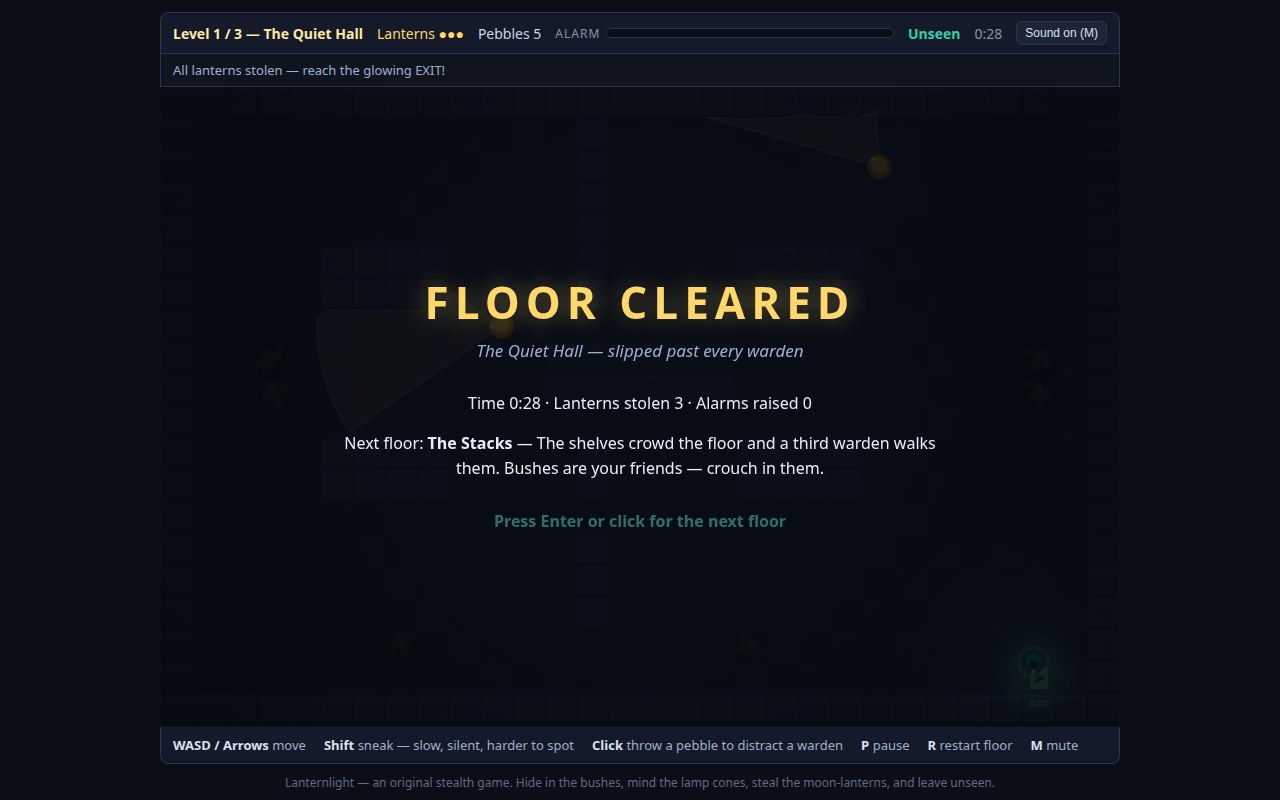 Level 1 / 3 — The Quiet Hall Lanterns ●●● Pebbles 5 ALARM Unseen 0:28 Sound on (M)
All lanterns stolen — reach the glowing EXIT!
FLOOR CLEARED
The Quiet Hall — slipped past every warden
Time 0:28 · Lanterns stolen 3 · Alarms raised 0
Next floor: The Stacks — The shelves crowd the floor and a third warden walks
them. Bushes are your friends — crouch in them.
Press Enter or click for the next floor
EXIT
WASD / Arrows move Shift sneak — slow, silent, harder to spot Click throw a pebble to distract a warden P pause R restart floor M mute
Lanternlight — an original stealth game. Hide in the bushes, mind the lamp cones, steal the moon-lanterns, and leave unseen.